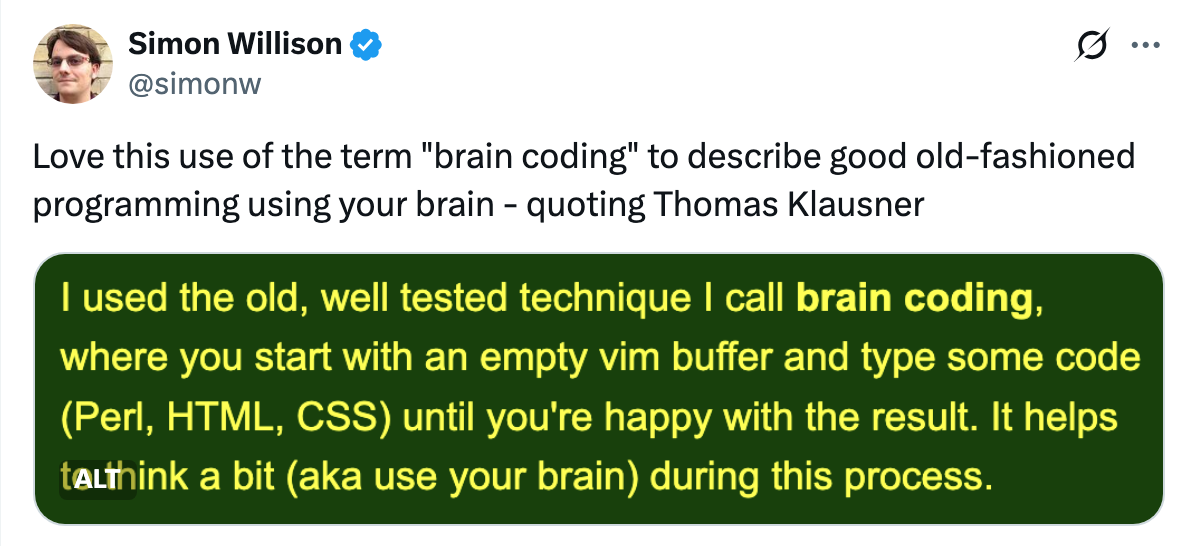 Simon Willison
@simonw
Love this use of the term "brain coding" to describe good old-fashioned
programming using your brain - quoting Thomas Klausner
I used the old, well tested technique I call brain coding,
where you start with an empty vim buffer and type some code
(Perl, HTML, CSS) until you're happy with the result. It helps
to think a bit (aka use your brain) during this process.
ALT